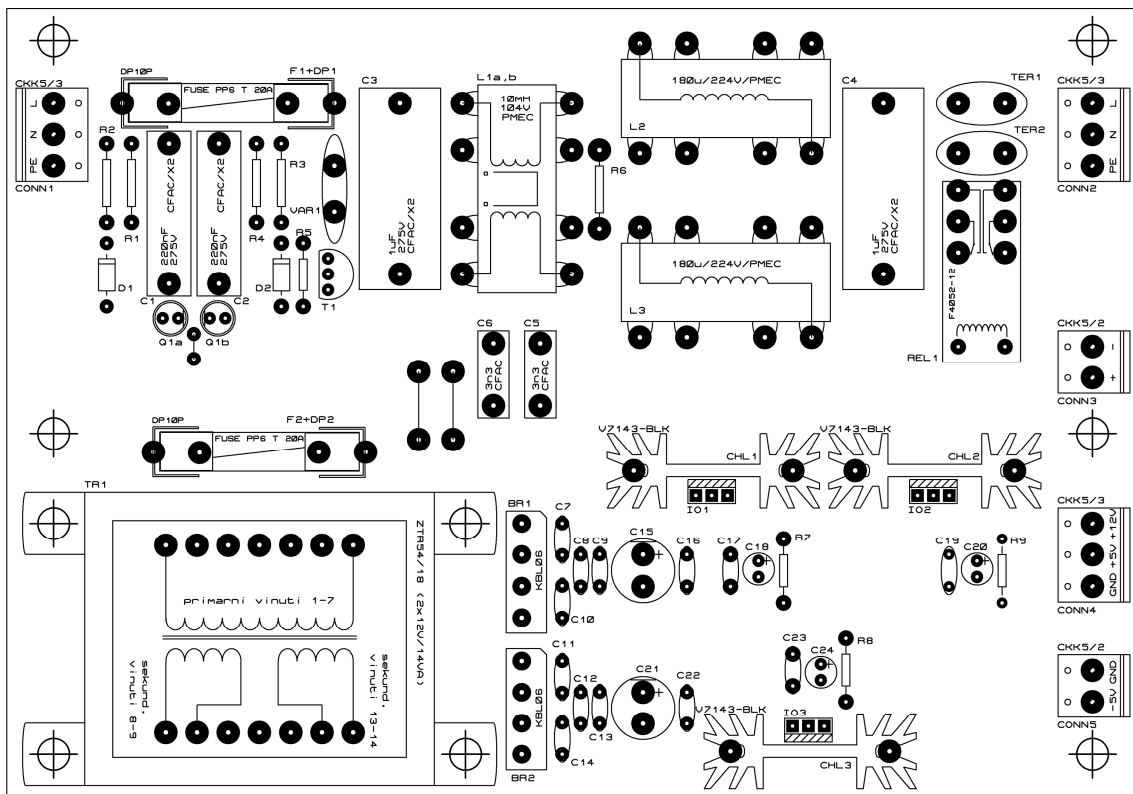 CKK5/3
L
N
PE
CONN1
DP10P
F1+DP1
FUSE PP6 T 20A
R2
R1
CFAC/X2
220nF
275V
C1
CFAC/X2
220nF
275V
C2
R4
R3
VAR1
R5
D1
D2
T1
Q1a
Q1b
C3
1uF
275V
CFAC/X2
L1a,b
10MH
104V
PMEC
R6
180u/224V/PMEC
L2
180u/224V/PMEC
L3
C4
1uF
275V
CFAC/X2
TER1
TER2
F4052-12
REL1
CKK5/3
L
N
PE
CONN2
CKK5/2
-
+
CONN3
C6
3n3
CFAC
C5
3n3
CFAC
DP10P
F2+DP2
FUSE PP6 T 20A
V7143-BLK
CHL1
IO1
V7143-BLK
CHL2
IO2
TR1
ZTR54/18 (2x12V/14VA)
primarni vinuti 1-7
sekund.
vinuti 8-9
sekund.
vinuti 13-14
BR1
KBL06
C7
C8
C9
C10
C15
+
C16
C17
C18
+
R7
C19
C20
+
R9
CKK5/3
GND +5V +12V
CONN4
BR2
KBL06
C11
C12
C13
C14
C21
+
C22
C23
C24
+
R8
V7143-BLK
IO3
CHL3
CKK5/2
-5V GND
CONN5